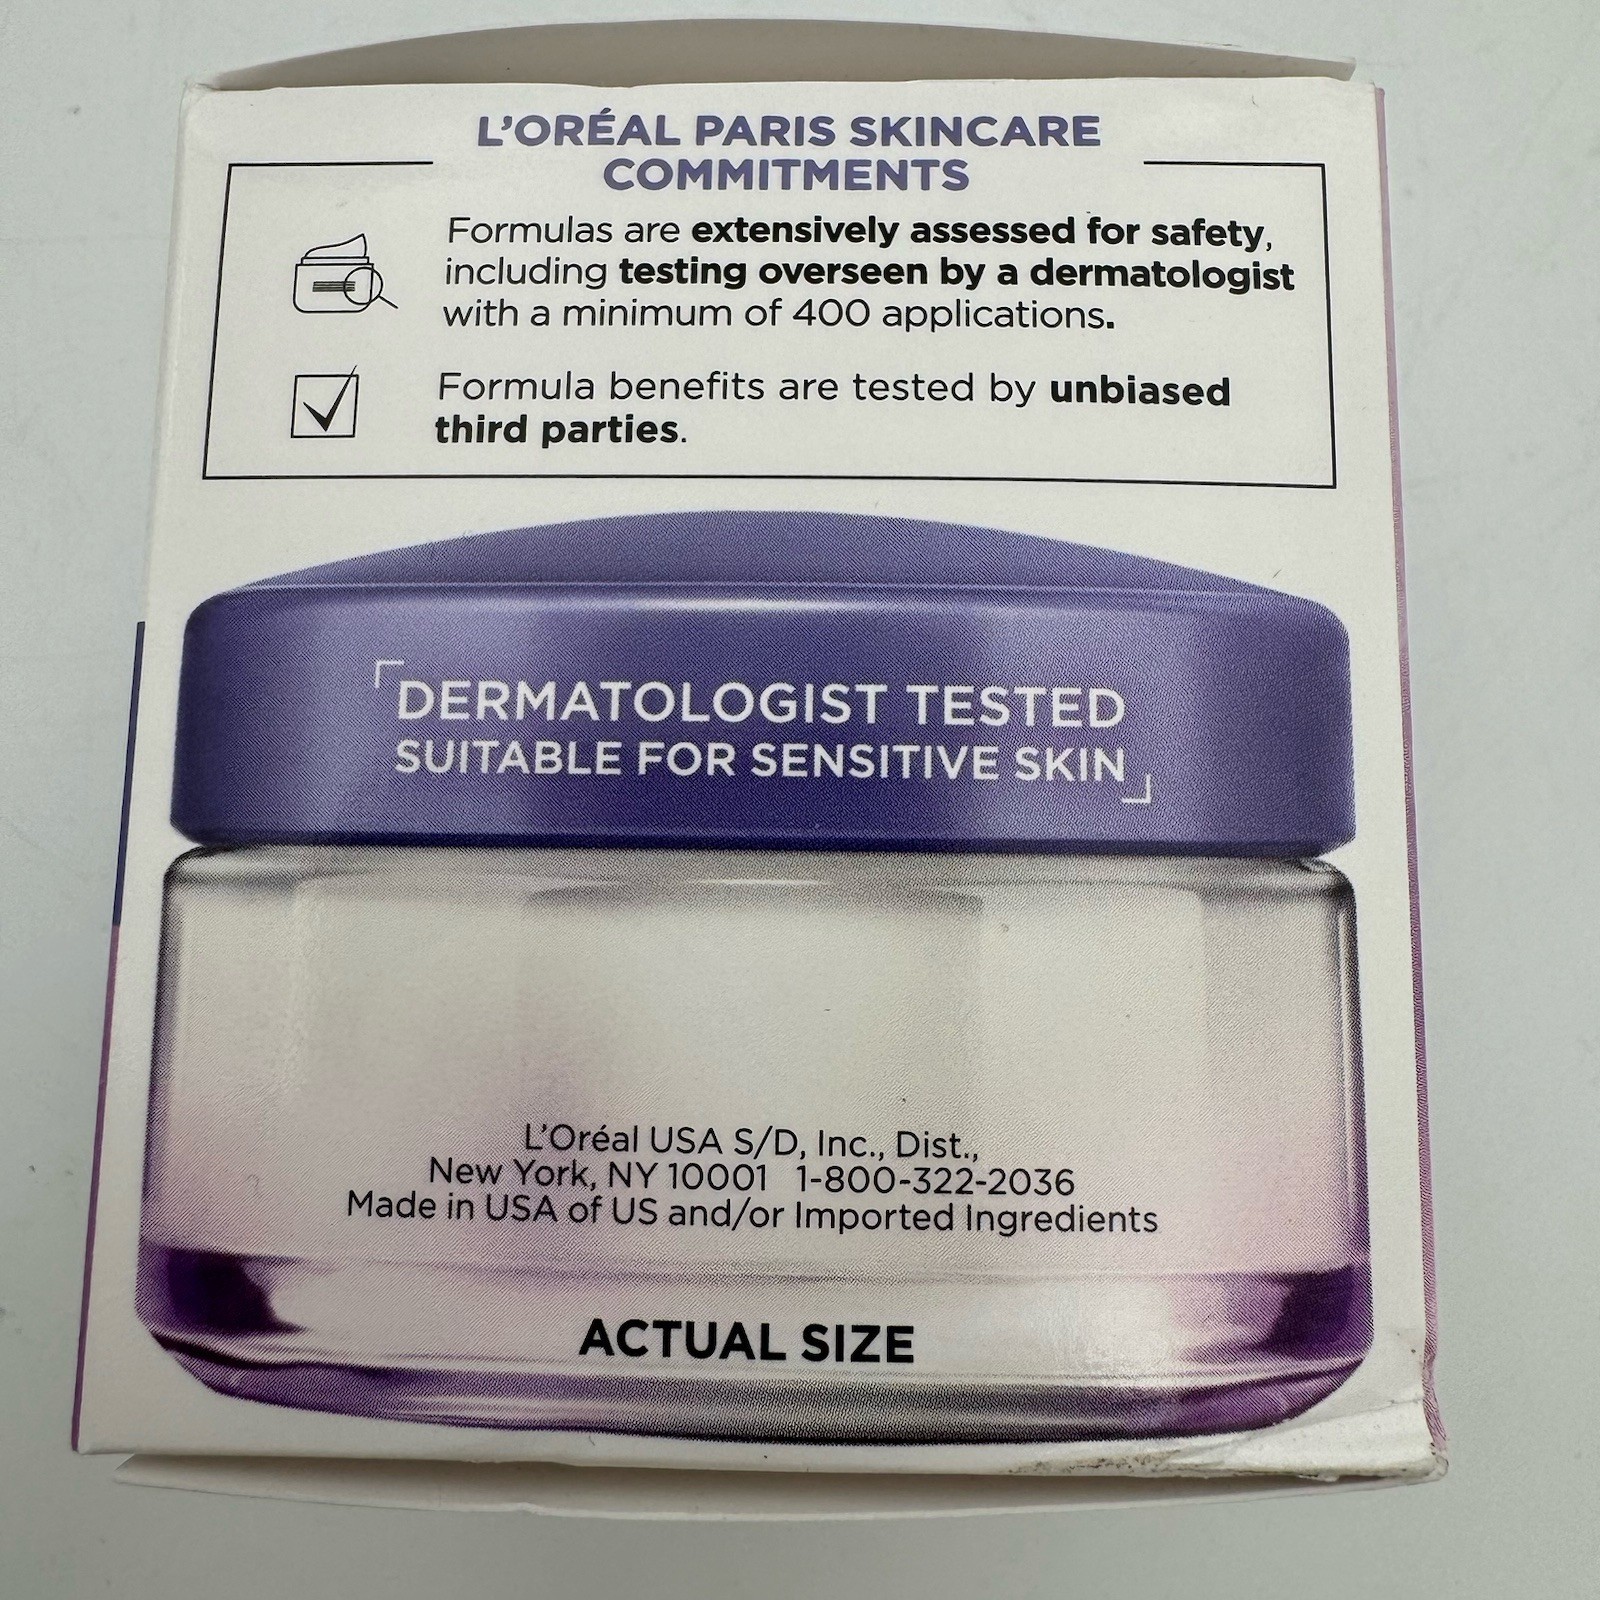 L'ORÉAL PARIS SKINCARE
COMMITMENTS
Formulas are extensively assessed for safety,
including testing overseen by a dermatologist
with a minimum of 400 applications.
Formula benefits are tested by unbiased
third parties.
DERMATOLOGIST TESTED
SUITABLE FOR SENSITIVE SKIN
L'Oréal USA S/D, Inc., Dist.,
New York, NY 10001 1-800-322-2036
Made in USA of US and/or Imported Ingredients
ACTUAL SIZE